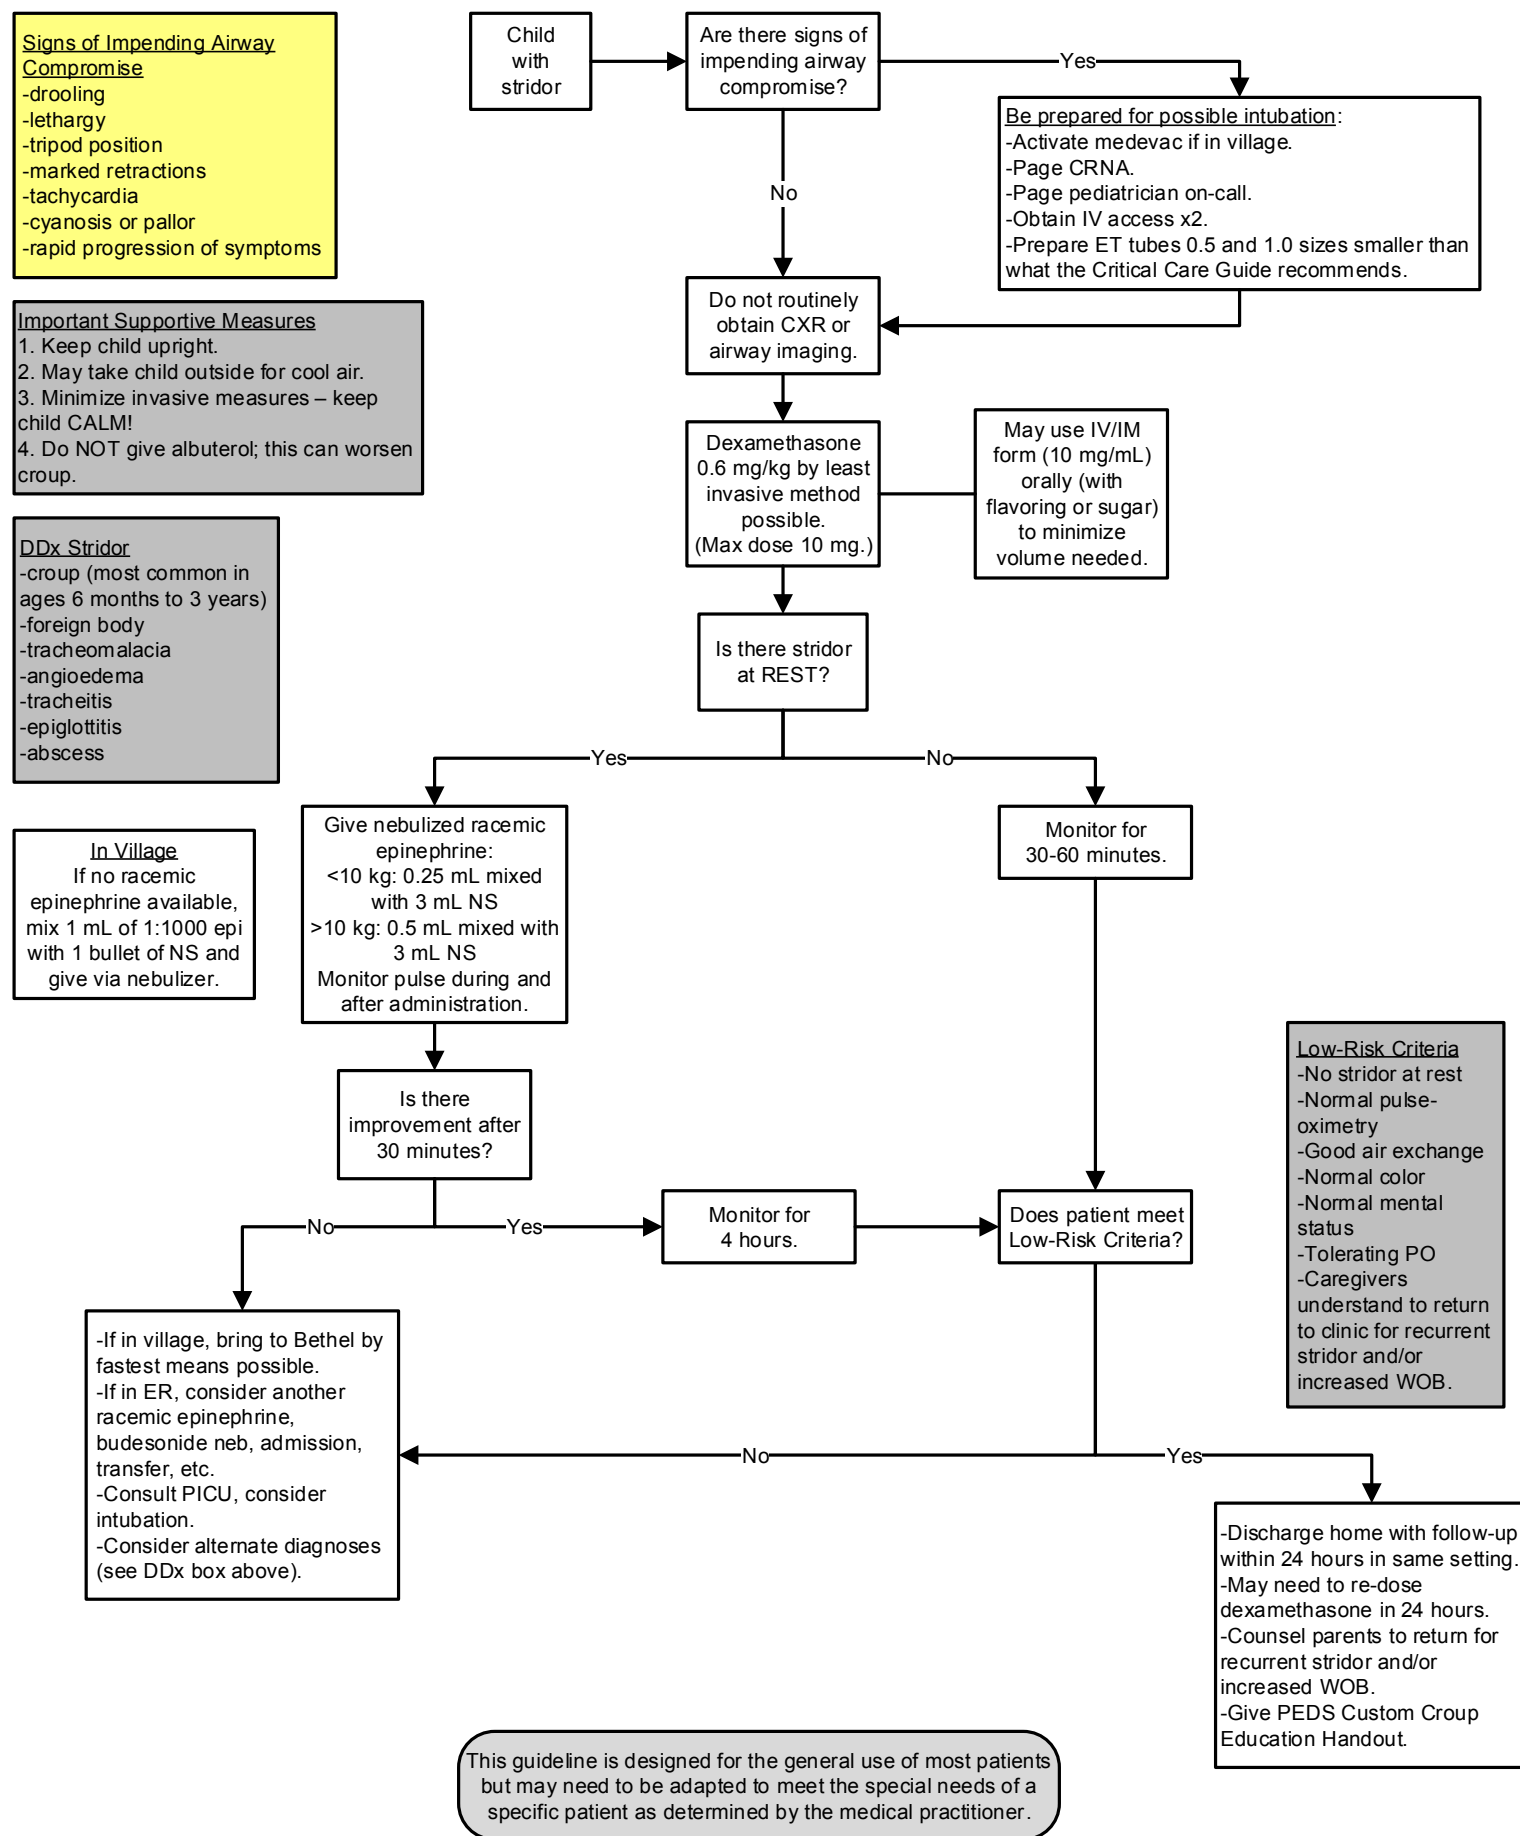 Signs of Impending Airway
Compromise
-drooling
-lethargy
-tripod position
-marked retractions
-tachycardia
-cyanosis or pallor
-rapid progression of symptoms
Child
with
stridor
Are there signs of
impending airway
compromise?
Yes
No
Be prepared for possible intubation:
-Activate medevac if in village.
-Page CRNA.
-Page pediatrician on-call.
-Obtain IV access x2.
-Prepare ET tubes 0.5 and 1.0 sizes smaller than
what the Critical Care Guide recommends.
Important Supportive Measures
1. Keep child upright.
2. May take child outside for cool air.
3. Minimize invasive measures – keep
child CALM!
4. Do NOT give albuterol; this can worsen
croup.
Do not routinely
obtain CXR or
airway imaging.
Dexamethasone
0.6 mg/kg by least
invasive method
possible.
(Max dose 10 mg.)
May use IV/IM
form (10 mg/mL)
orally (with
flavoring or sugar)
to minimize
volume needed.
DDx Stridor
-croup (most common in
ages 6 months to 3 years)
-foreign body
-tracheomalacia
-angioedema
-tracheitis
-epiglottitis
-abscess
Is there stridor
at REST?
Yes
No
In Village
If no racemic
epinephrine available,
mix 1 mL of 1:1000 epi
with 1 bullet of NS and
give via nebulizer.
Give nebulized racemic
epinephrine:
<10 kg: 0.25 mL mixed
with 3 mL NS
>10 kg: 0.5 mL mixed with
3 mL NS
Monitor pulse during and
after administration.
Monitor for
30-60 minutes.
Is there
improvement after
30 minutes?
No
Yes
Monitor for
4 hours.
Does patient meet
Low-Risk Criteria?
Low-Risk Criteria
-No stridor at rest
-Normal pulse-
oximetry
-Good air exchange
-Normal color
-Normal mental
status
-Tolerating PO
-Caregivers
understand to return
to clinic for recurrent
stridor and/or
increased WOB.
-If in village, bring to Bethel by
fastest means possible.
-If in ER, consider another
racemic epinephrine,
budesonide neb, admission,
transfer, etc.
-Consult PICU, consider
intubation.
-Consider alternate diagnoses
(see DDx box above).
No
Yes
-Discharge home with follow-up
within 24 hours in same setting.
-May need to re-dose
dexamethasone in 24 hours.
-Counsel parents to return for
recurrent stridor and/or
increased WOB.
-Give PEDS Custom Croup
Education Handout.
This guideline is designed for the general use of most patients
but may need to be adapted to meet the special needs of a
specific patient as determined by the medical practitioner.